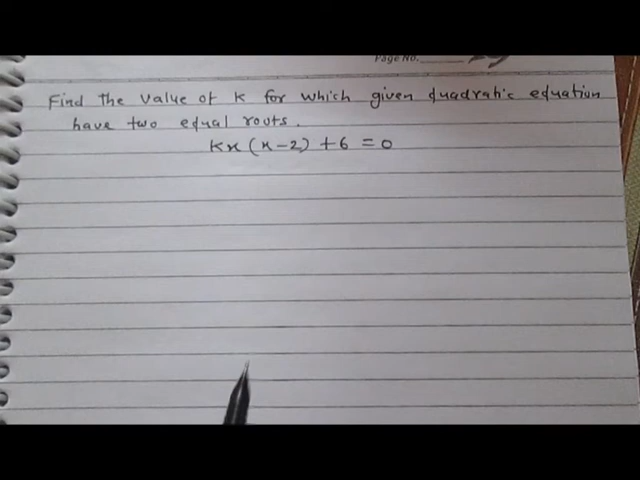 Page No.
Find the value of k for which given quadratic equation
have two equal roots.
kx (x-2) +6 = 0